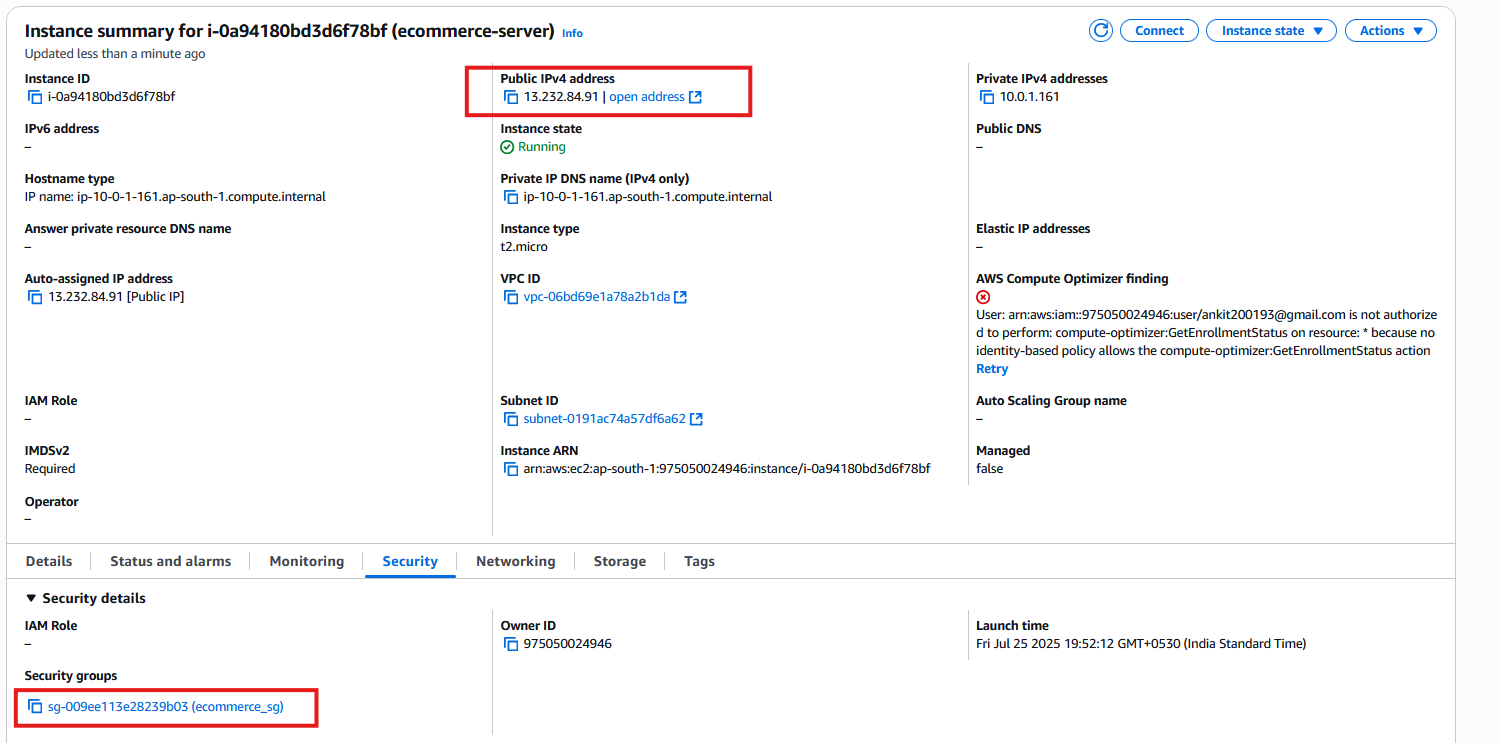 Instance summary for i-0a94180bd3d6f78bf (ecommerce-server) Info
Connect
Instance state
Actions
Updated less than a minute ago
Instance ID
i-0a94180bd3d6f78bf
Public IPv4 address
13.232.84.91 | open address
Private IPv4 addresses
10.0.1.161
IPv6 address
–
Instance state
Running
Public DNS
–
Hostname type
IP name: ip-10-0-1-161.ap-south-1.compute.internal
Private IP DNS name (IPv4 only)
ip-10-0-1-161.ap-south-1.compute.internal
Answer private resource DNS name
–
Instance type
t2.micro
Elastic IP addresses
–
Auto-assigned IP address
13.232.84.91 [Public IP]
VPC ID
vpc-06bd69e1a78a2b1da
AWS Compute Optimizer finding
User: arn:aws:iam::975050024946:user/ankit200193@gmail.com is not authorize
d to perform: compute-optimizer:GetEnrollmentStatus on resource: * because no
identity-based policy allows the compute-optimizer:GetEnrollmentStatus action
Retry
IAM Role
–
Subnet ID
subnet-0191ac74a57df6a62
Auto Scaling Group name
–
IMDSv2
Required
Instance ARN
arn:aws:ec2:ap-south-1:975050024946:instance/i-0a94180bd3d6f78bf
Managed
false
Operator
–
Details
Status and alarms
Monitoring
Security
Networking
Storage
Tags
Security details
IAM Role
–
Owner ID
975050024946
Launch time
Fri Jul 25 2025 19:52:12 GMT+0530 (India Standard Time)
Security groups
sg-009ee113e28239b03 (ecommerce_sg)